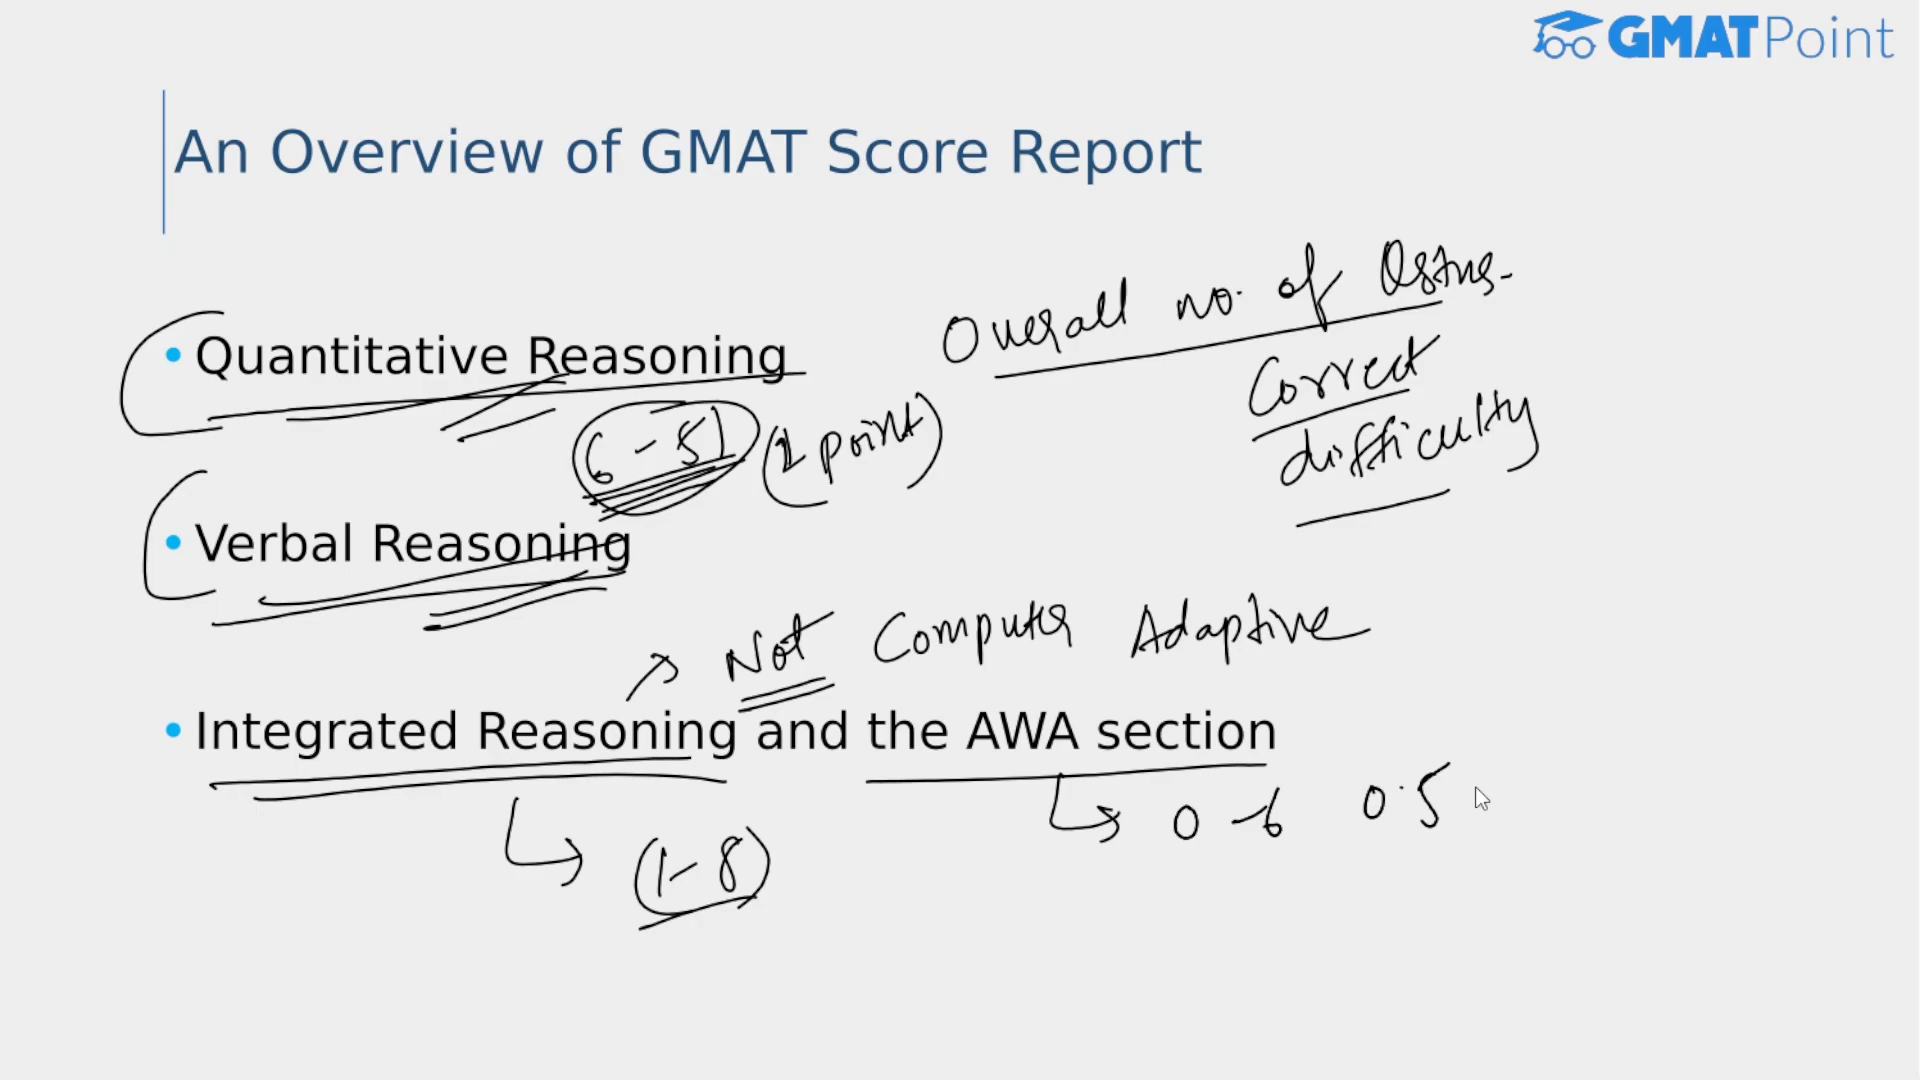 GMAT Point
An Overview of GMAT Score Report
Overall no. of Qstns.
• Quantitative Reasoning
Correct
(6 - 51) (1 point)
difficulty
• Verbal Reasoning
Not Computer Adaptive
• Integrated Reasoning and the AWA section
0 - 6 0.5
(1 - 8)